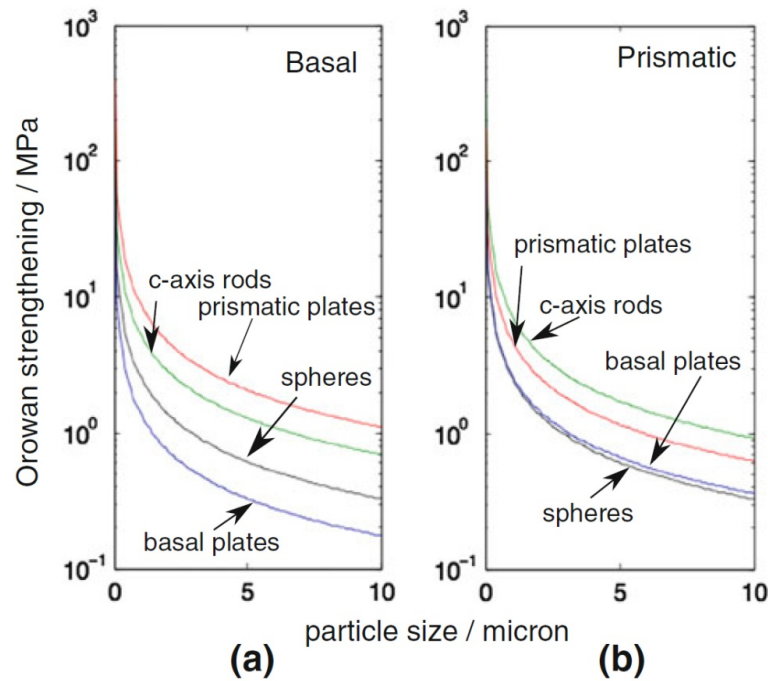 Orowan strengthening / MPa
10³
10²
10¹
10⁰
10⁻¹
Basal
c-axis rods
prismatic plates
spheres
basal plates
0
5
10
(a)
10³
10²
10¹
10⁰
10⁻¹
Prismatic
prismatic plates
c-axis rods
basal plates
spheres
0
5
10
particle size / micron
(b)